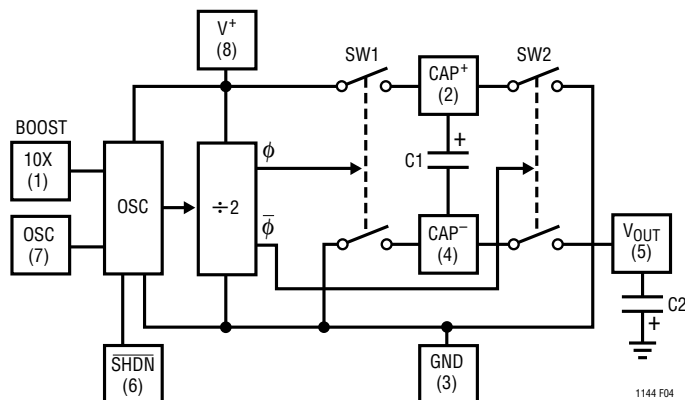 V+
(8)
SW1
CAP+
(2)
SW2
BOOST
10X
(1)
OSC
÷2
ϕ
+
C1
OSC
(7)
ϕ̅
CAP−
(4)
VOUT
(5)
C2
+
S̅H̅D̅N̅
(6)
GND
(3)
1144 F04